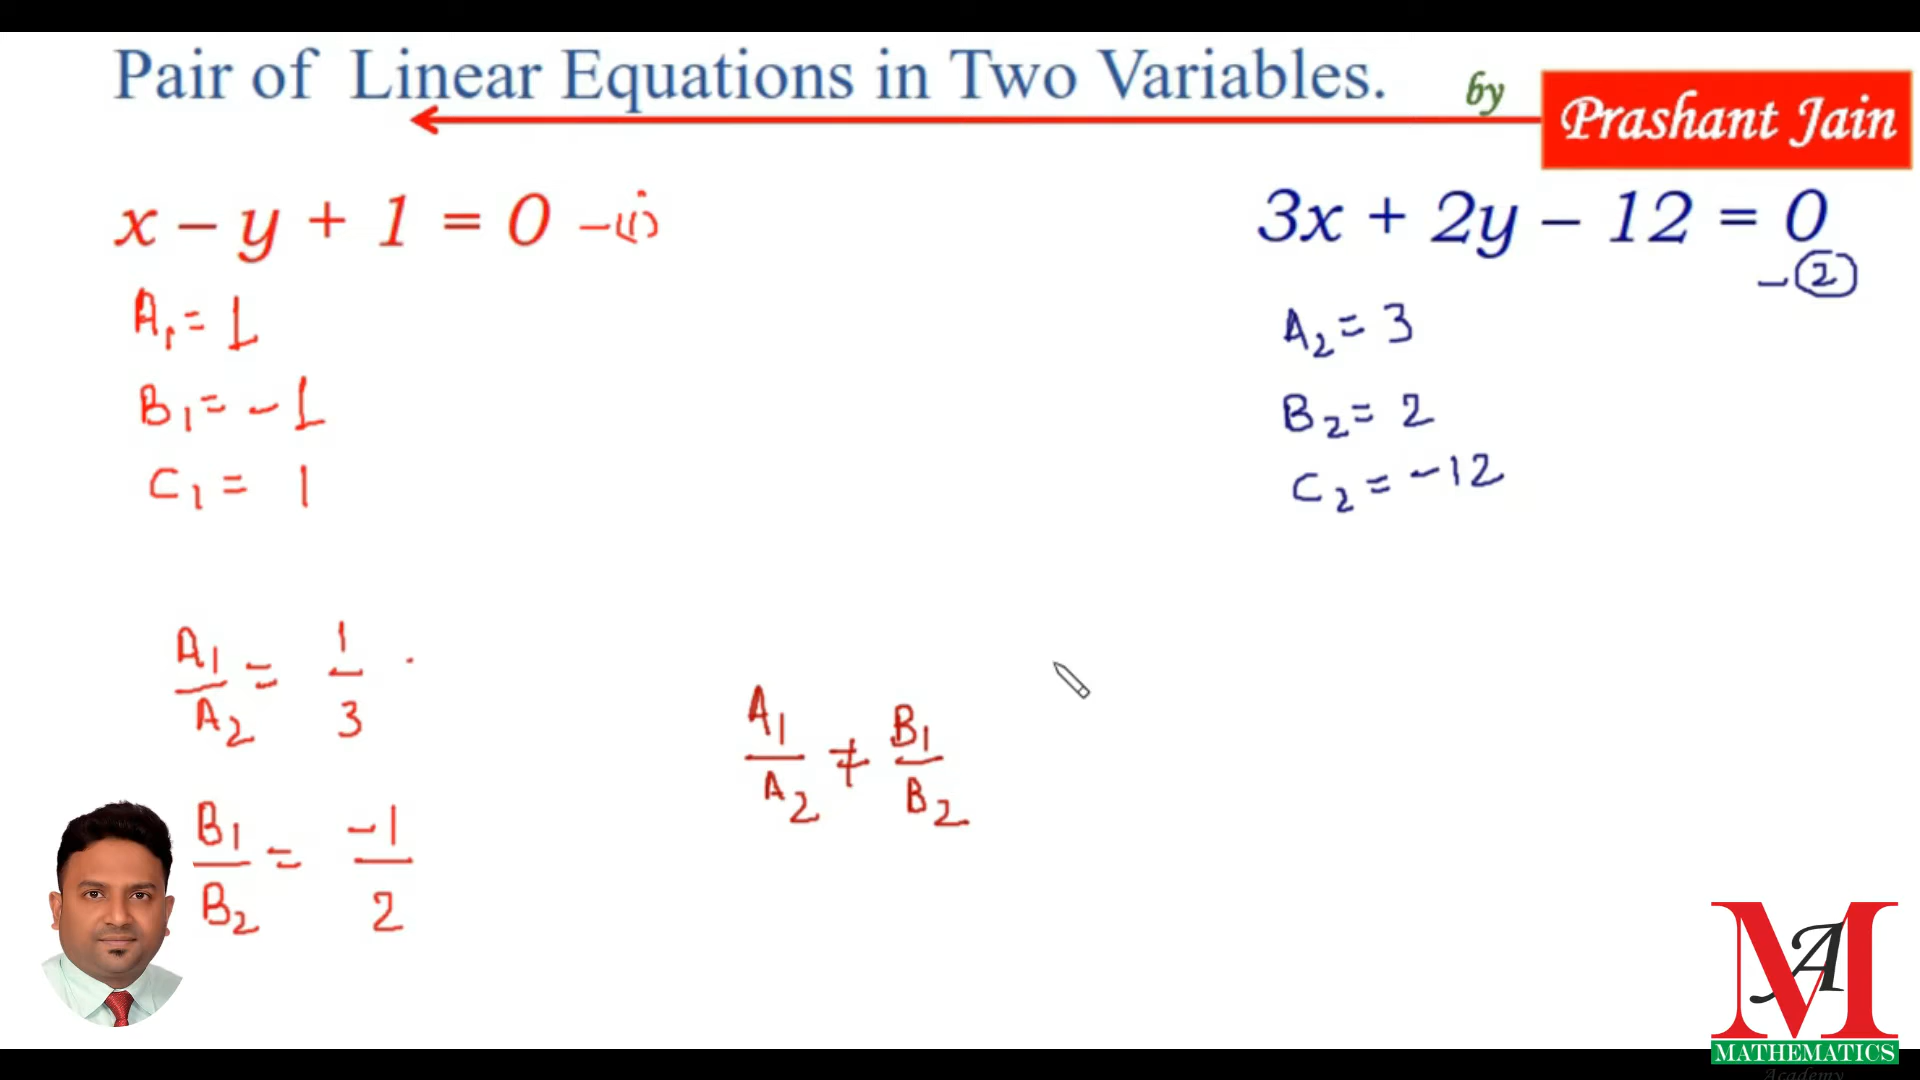 Pair of Linear Equations in Two Variables.
by
Prashant Jain
x – y + 1 = 0 –(i)
3x + 2y – 12 = 0
– (2)
A1 = 1
B1 = -1
C1 = 1
A2 = 3
B2 = 2
C2 = -12
A1/A2 = 1/3
B1/B2 = -1/2
A1/A2 ≠ B1/B2
MA
MATHEMATICS
Academy